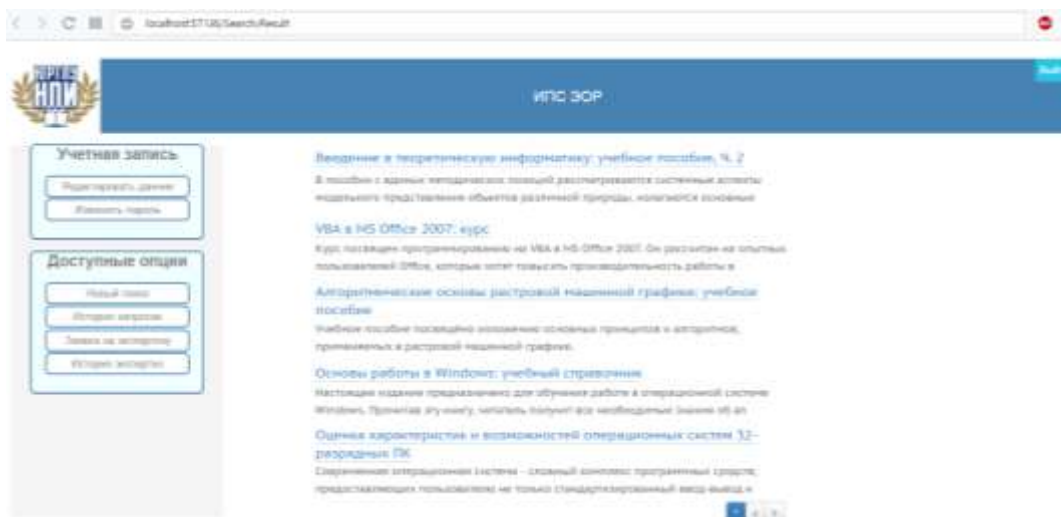 localhost:57136/Search/Result
НПИ
ИПС ЭОР
Учетная запись
Редактировать данные
Изменить пароль
Доступные опции
Новый поиск
История запросов
Заявка на экспертизу
История экспертиз
Введение в теоретическую информатику: учебное пособие, Ч. 2
В пособии с единых методических позиций рассматриваются системные аспекты
модельного представления объектов различной природы, излагаются основные
VBA в MS Office 2007: курс
Курс посвящен программированию на VBA в MS Office 2007. Он рассчитан на опытных
пользователей Office, которые хотят повысить производительность работы в
Алгоритмические основы растровой машинной графики: учебное
пособие
Учебное пособие посвящено изложению основных принципов и алгоритмов,
применяемых в растровой машинной графике.
Основы работы в Windows: учебный справочник
Настоящее издание предназначено для обучения работе в операционной системе
Windows. Прочитав эту книгу, читатель получит все необходимые знания об ап
Оценка характеристик и возможностей операционных систем 32-
разрядных ПК
Современная операционная система - сложный комплекс программных средств,
предоставляющих пользователю не только стандартизированный ввод-вывод и